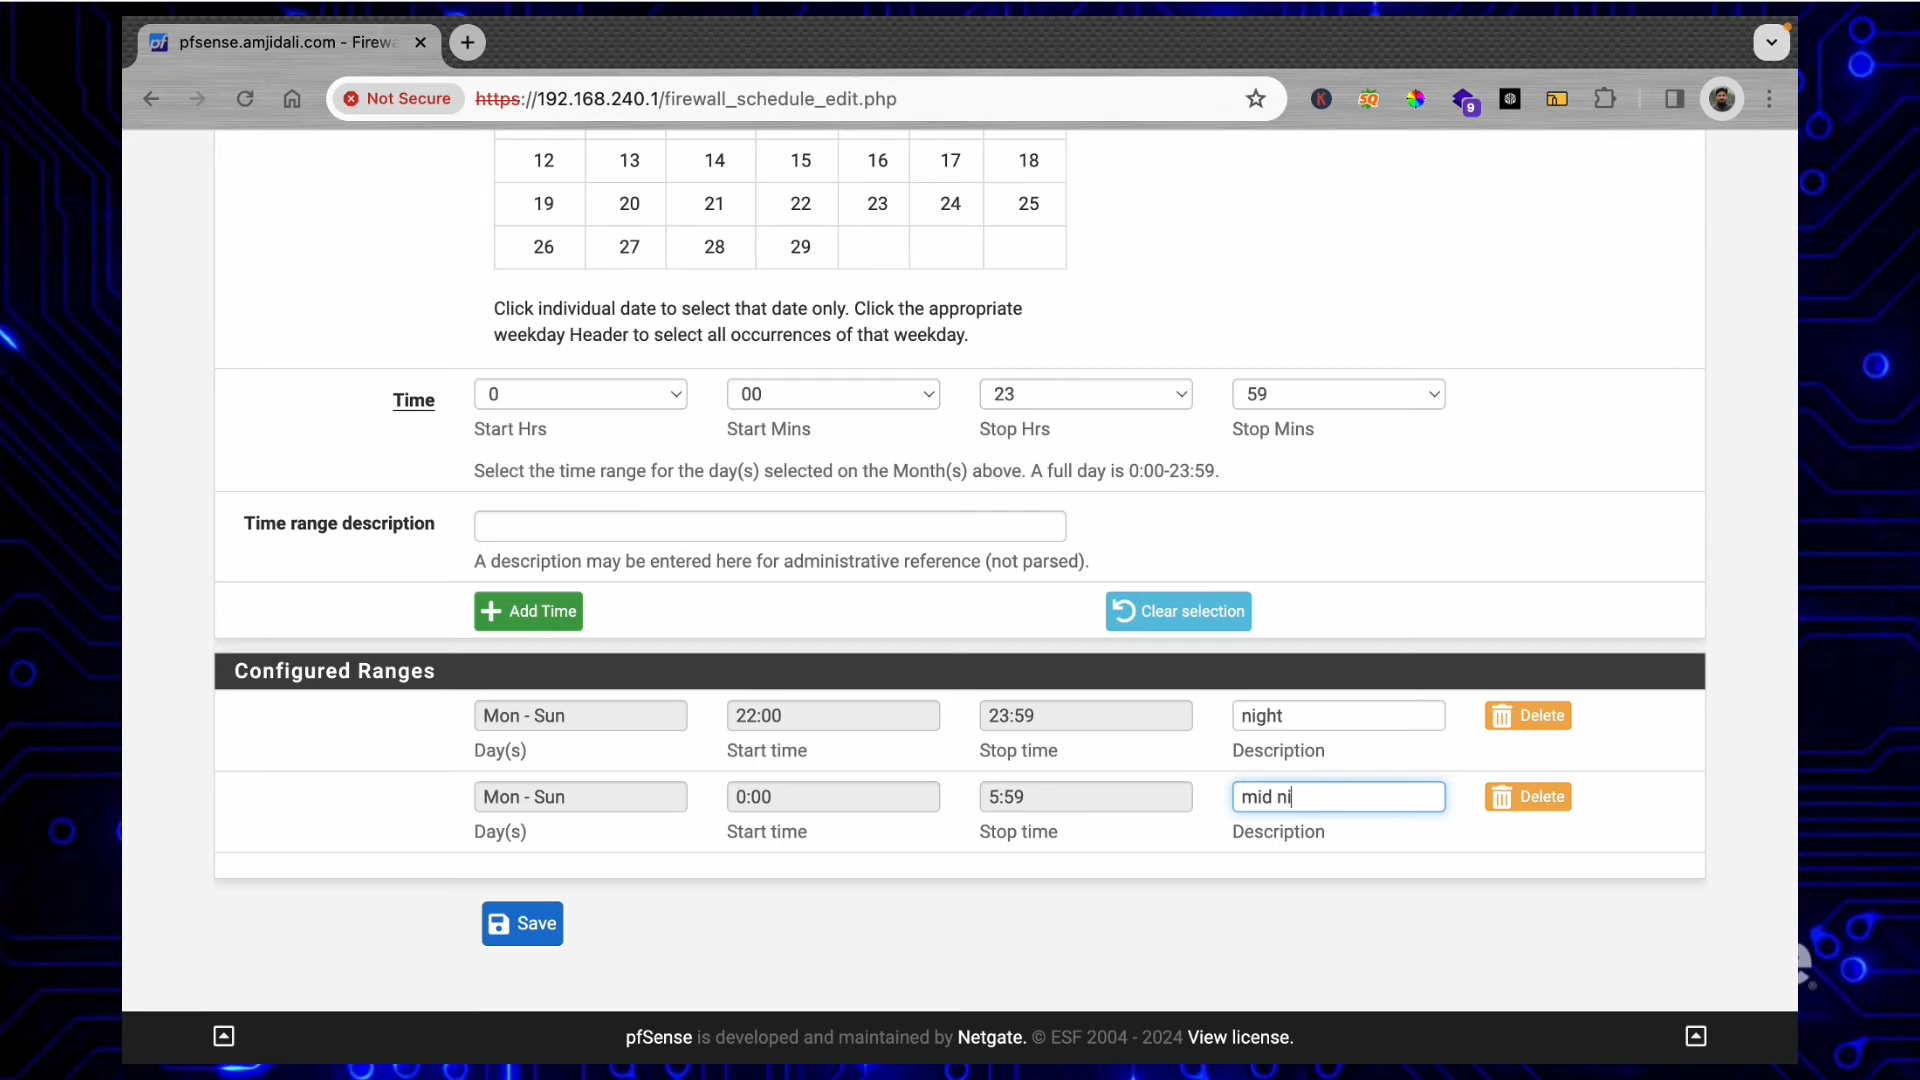 pfsense.amjidali.com - Firewa
Not Secure https://192.168.240.1/firewall_schedule_edit.php
9
12 13 14 15 16 17 18
19 20 21 22 23 24 25
26 27 28 29
Click individual date to select that date only. Click the appropriate
weekday Header to select all occurrences of that weekday.
Time 0 00 23 59
Start Hrs Start Mins Stop Hrs Stop Mins
Select the time range for the day(s) selected on the Month(s) above. A full day is 0:00-23:59.
Time range description
A description may be entered here for administrative reference (not parsed).
Add Time Clear selection
Configured Ranges
Mon - Sun 22:00 23:59 night Delete
Day(s) Start time Stop time Description
Mon - Sun 0:00 5:59 mid ni Delete
Day(s) Start time Stop time Description
Save
pfSense is developed and maintained by Netgate. © ESF 2004 - 2024 View license.